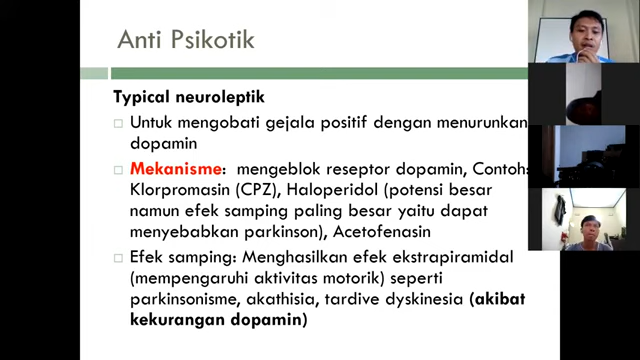 Anti Psikotik
Typical neuroleptik
Untuk mengobati gejala positif dengan menurunkan
dopamin
Mekanisme: mengeblok reseptor dopamin, Contoh:
Klorpromasin (CPZ), Haloperidol (potensi besar
namun efek samping paling besar yaitu dapat
menyebabkan parkinson), Acetofenasin
Efek samping: Menghasilkan efek ekstrapiramidal
(mempengaruhi aktivitas motorik) seperti
parkinsonisme, akathisia, tardive dyskinesia (akibat
kekurangan dopamin)